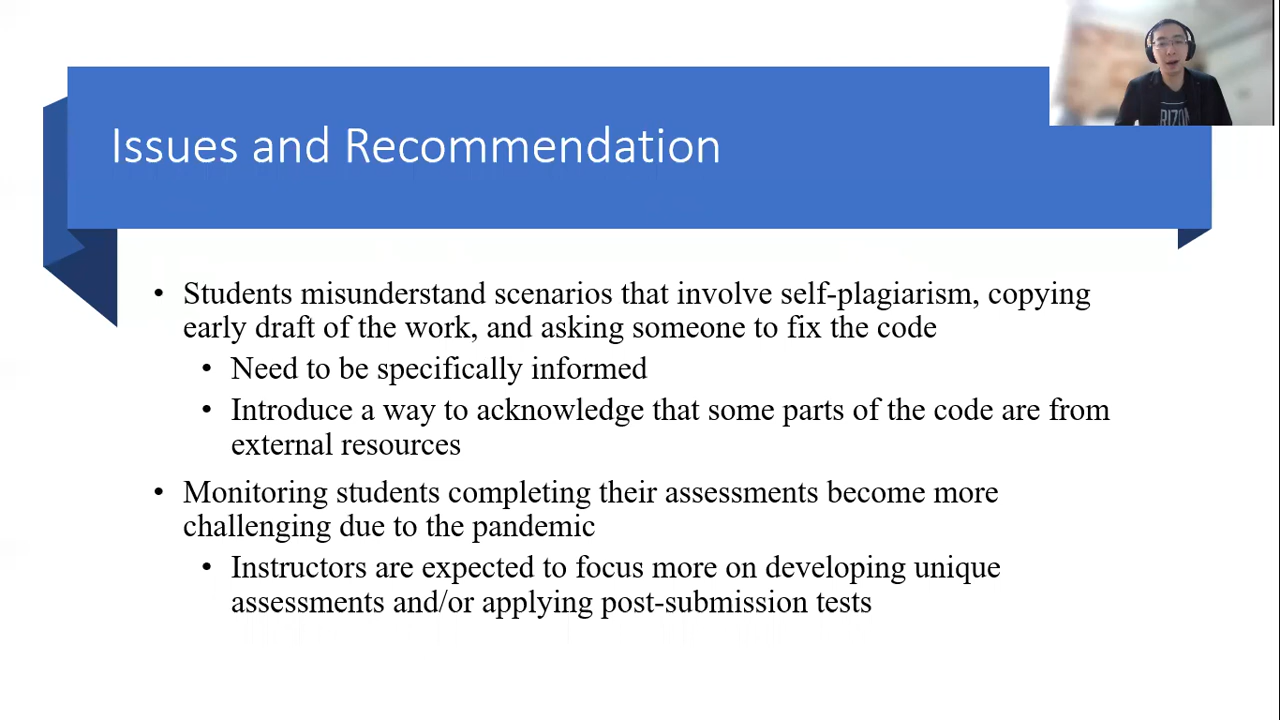 Issues and Recommendation
• Students misunderstand scenarios that involve self-plagiarism, copying
early draft of the work, and asking someone to fix the code
• Need to be specifically informed
• Introduce a way to acknowledge that some parts of the code are from
external resources
• Monitoring students completing their assessments become more
challenging due to the pandemic
• Instructors are expected to focus more on developing unique
assessments and/or applying post-submission tests